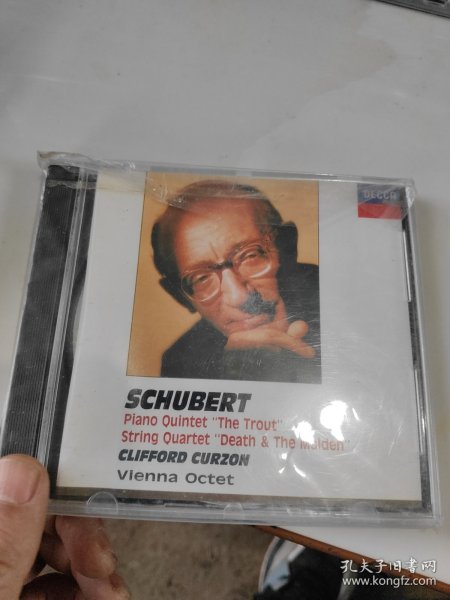 DECCA
SCHUBERT
Piano Quintet "The Trout"
String Quartet "Death & The Maiden"
CLIFFORD CURZON
Vienna Octet
孔夫子旧书网
www.kongfz.com